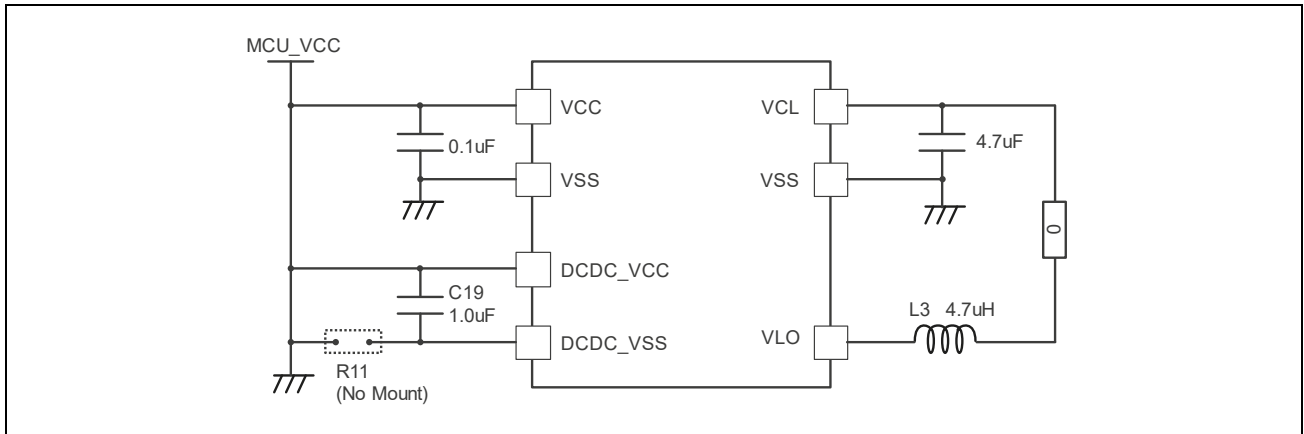 MCU_VCC
VCC
VCL
0.1uF
4.7uF
VSS
VSS
DCDC_VCC
0
C19
1.0uF
L3 4.7uH
DCDC_VSS
VLO
R11
(No Mount)